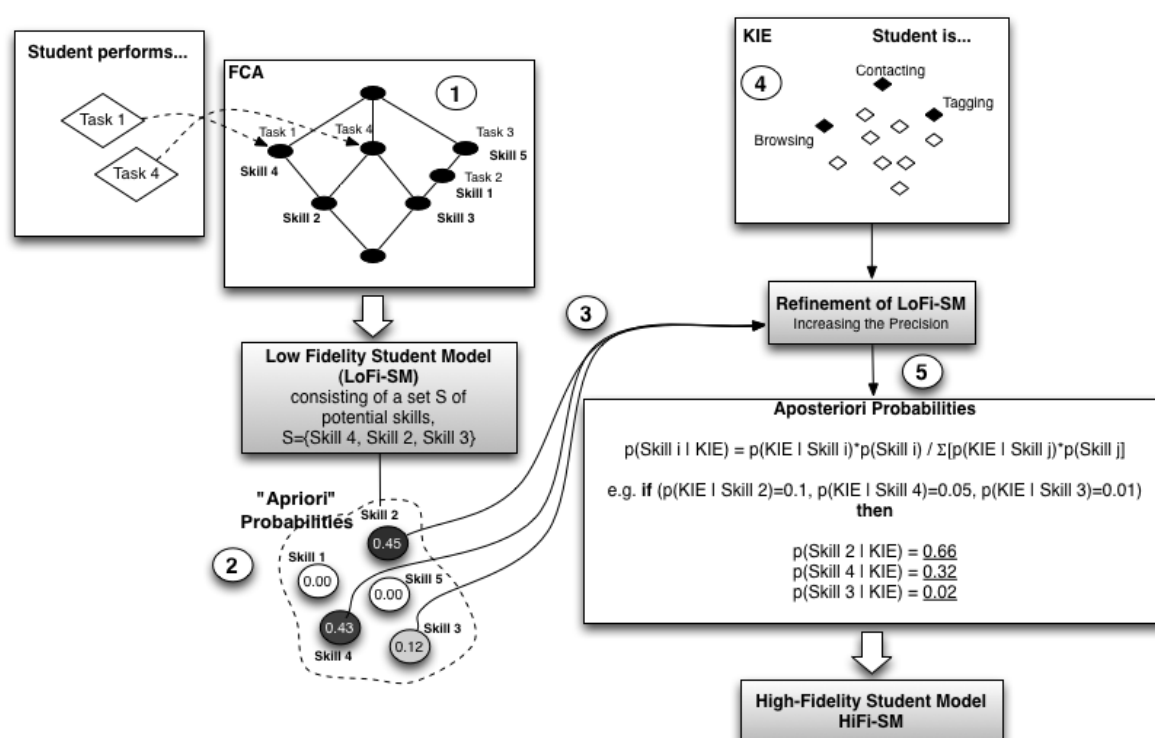 Student performs...
Task 1
Task 4
FCA
1
Task 1
Task 4
Task 3
Skill 4
Skill 5
Task 2
Skill 1
Skill 2
Skill 3
KIE
Student is...
4
Contacting
Tagging
Browsing
3
Refinement of LoFi-SM
Increasing the Precision
5
Low Fidelity Student Model
(LoFi-SM)
consisting of a set S of
potential skills,
S={Skill 4, Skill 2, Skill 3}
"Apriori"
Probabilities
2
Skill 2
0.45
Skill 1
0.00
Skill 5
0.00
0.43
Skill 4
Skill 3
0.12
Aposteriori Probabilities
p(Skill i | KIE) = p(KIE | Skill i)*p(Skill i) / Σ[p(KIE | Skill j)*p(Skill j]
e.g. if (p(KIE | Skill 2)=0.1, p(KIE | Skill 4)=0.05, p(KIE | Skill 3)=0.01)
then
p(Skill 2 | KIE) = 0.66
p(Skill 4 | KIE) = 0.32
p(Skill 3 | KIE) = 0.02
High-Fidelity Student Model
HiFi-SM